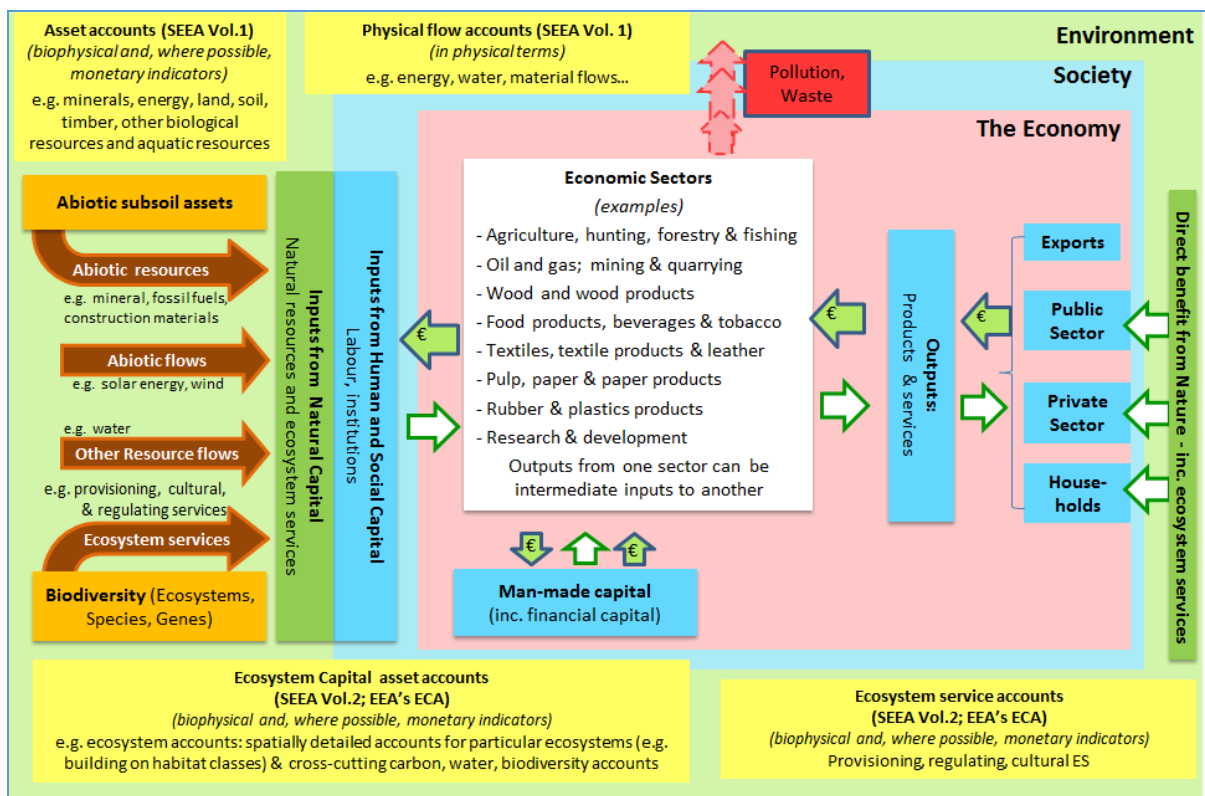 Asset accounts (SEEA Vol.1)
(biophysical and, where possible,
monetary indicators)
e.g. minerals, energy, land, soil,
timber, other biological
resources and aquatic resources
Physical flow accounts (SEEA Vol. 1)
(in physical terms)
e.g. energy, water, material flows…
Pollution,
Waste
Environment
Society
The Economy
Abiotic subsoil assets
Abiotic resources
e.g. mineral, fossil fuels,
construction materials
Abiotic flows
e.g. solar energy, wind
e.g. water
Other Resource flows
e.g. provisioning, cultural,
& regulating services
Ecosystem services
Biodiversity (Ecosystems,
Species, Genes)
Inputs from Natural Capital
Natural resources and ecosystem services
Inputs from Human and Social Capital
Labour, institutions
€
Economic Sectors
(examples)
- Agriculture, hunting, forestry & fishing
- Oil and gas; mining & quarrying
- Wood and wood products
- Food products, beverages & tobacco
- Textiles, textile products & leather
- Pulp, paper & paper products
- Rubber & plastics products
- Research & development
Outputs from one sector can be
intermediate inputs to another
€
€
Man-made capital
(inc. financial capital)
€
Outputs:
Products & services
€
Exports
Public
Sector
Private
Sector
House-
holds
Direct benefit from Nature - inc. ecosystem services
Ecosystem Capital asset accounts
(SEEA Vol.2; EEA's ECA)
(biophysical and, where possible, monetary indicators)
e.g. ecosystem accounts: spatially detailed accounts for particular ecosystems (e.g.
building on habitat classes) & cross-cutting carbon, water, biodiversity accounts
Ecosystem service accounts
(SEEA Vol.2; EEA's ECA)
(biophysical and, where possible, monetary indicators)
Provisioning, regulating, cultural ES